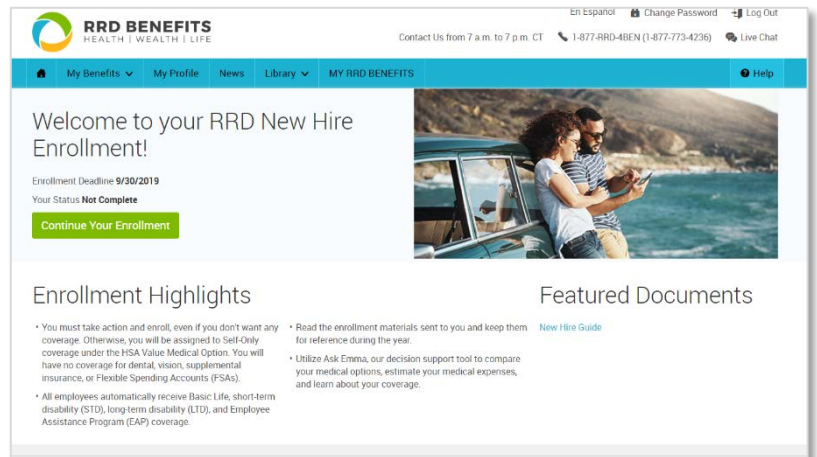 En Español Change Password Log Out
RRD BENEFITS
HEALTH | WEALTH | LIFE
Contact Us from 7 a.m. to 7 p.m. CT 1-877-RRD-4BEN (1-877-773-4236) Live Chat
My Benefits My Profile News Library MY RRD BENEFITS Help
Welcome to your RRD New Hire
Enrollment!
Enrollment Deadline 9/30/2019
Your Status Not Complete
Continue Your Enrollment
Enrollment Highlights
• You must take action and enroll, even if you don't want any
coverage. Otherwise, you will be assigned to Self-Only
coverage under the HSA Value Medical Option. You will
have no coverage for dental, vision, supplemental
insurance, or Flexible Spending Accounts (FSAs).
• All employees automatically receive Basic Life, short-term
disability (STD), long-term disability (LTD), and Employee
Assistance Program (EAP) coverage.
• Read the enrollment materials sent to you and keep them
for reference during the year.
• Utilize Ask Emma, our decision support tool to compare
your medical options, estimate your medical expenses,
and learn about your coverage.
Featured Documents
New Hire Guide